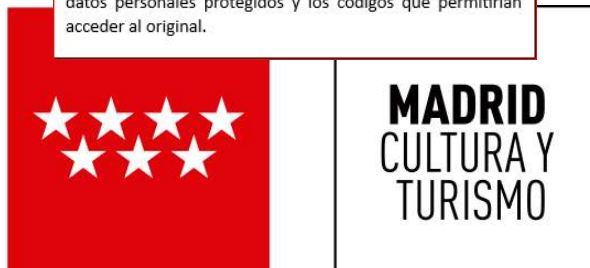 datos personales protegidos y los códigos que permitirían
acceder al original.
MADRID
CULTURA Y
TURISMO